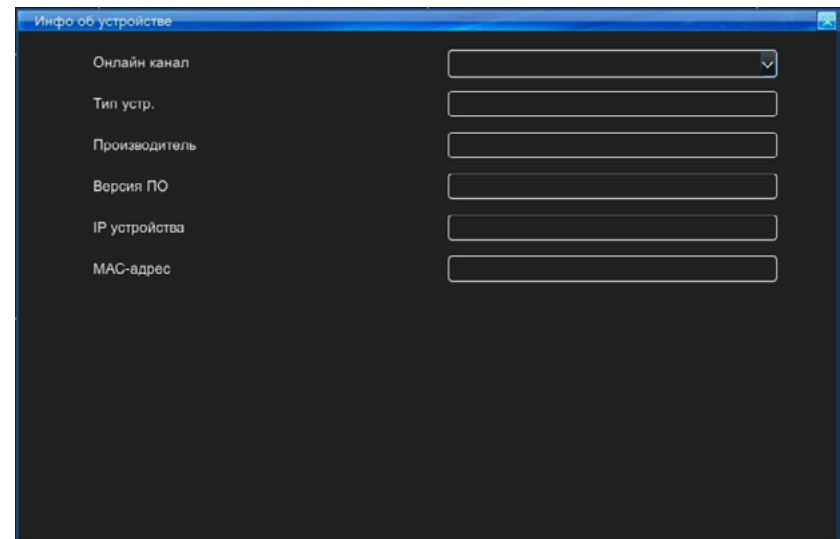 Инфо об устройстве
Онлайн канал
Тип устр.
Производитель
Версия ПО
IP устройства
MAC-адрес